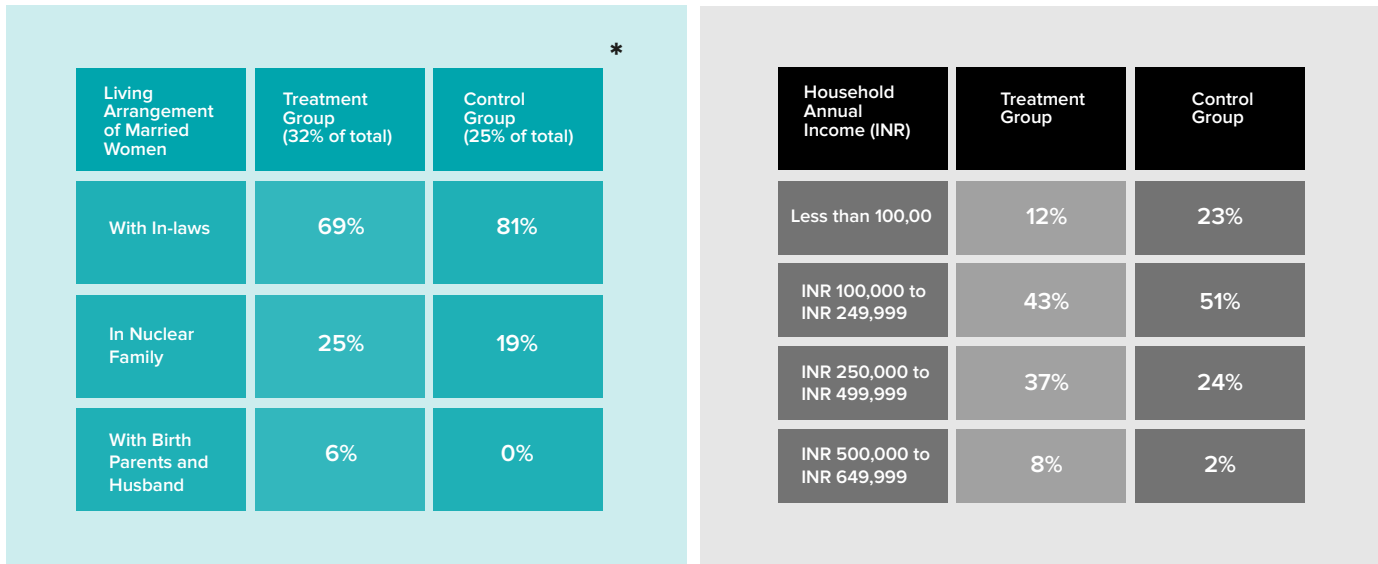 *
Living
Arrangement
of Married
Women
Treatment
Group
(32% of total)
Control
Group
(25% of total)
With In-laws
69%
81%
In Nuclear
Family
25%
19%
With Birth
Parents and
Husband
6%
0%
Household
Annual
Income (INR)
Treatment
Group
Control
Group
Less than 100,00
12%
23%
INR 100,000 to
INR 249,999
43%
51%
INR 250,000 to
INR 499,999
37%
24%
INR 500,000 to
INR 649,999
8%
2%